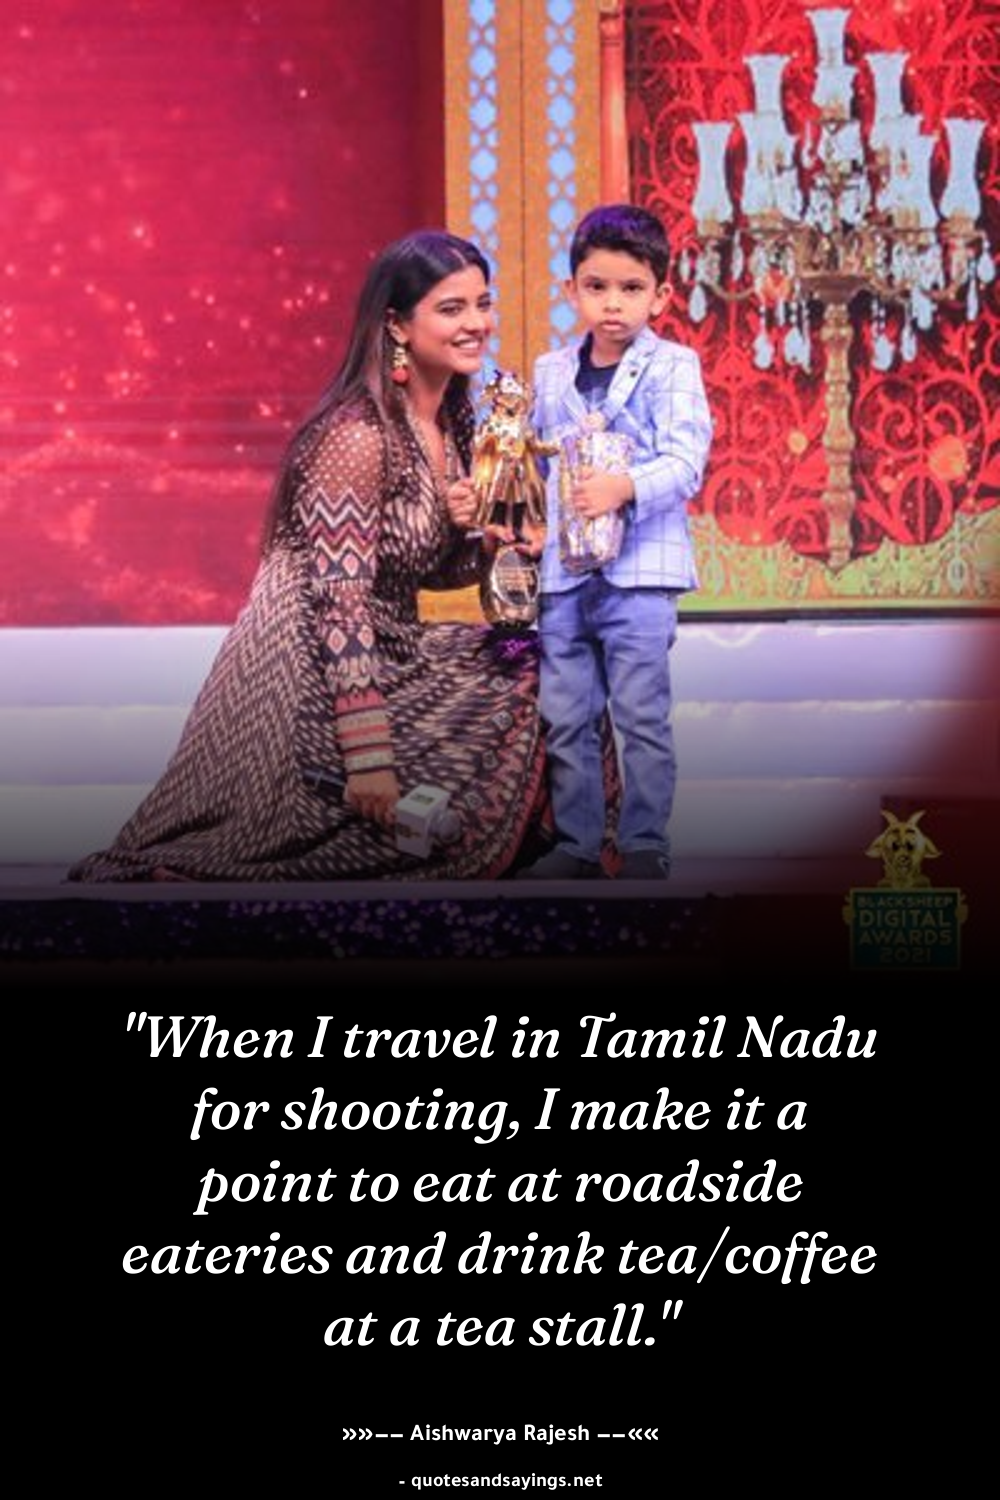 BLACKSHEEP
DIGITAL
AWARDS
2021
"When I travel in Tamil Nadu
for shooting, I make it a
point to eat at roadside
eateries and drink tea/coffee
at a tea stall."
»»–– Aishwarya Rajesh ––««
- quotesandsayings.net